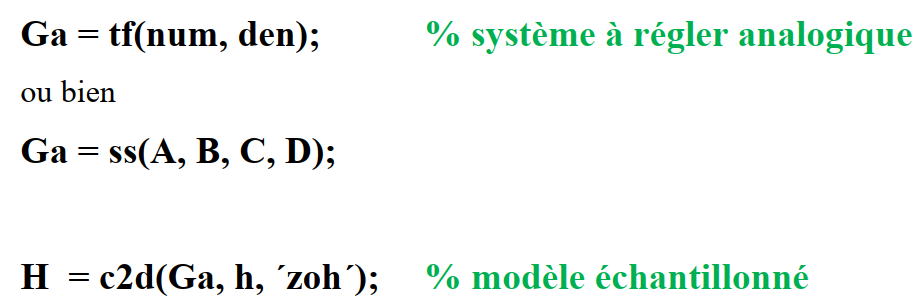 Ga = tf(num, den); % système à régler analogique
ou bien
Ga = ss(A, B, C, D);
H = c2d(Ga, h, ´zoh´); % modèle échantillonné